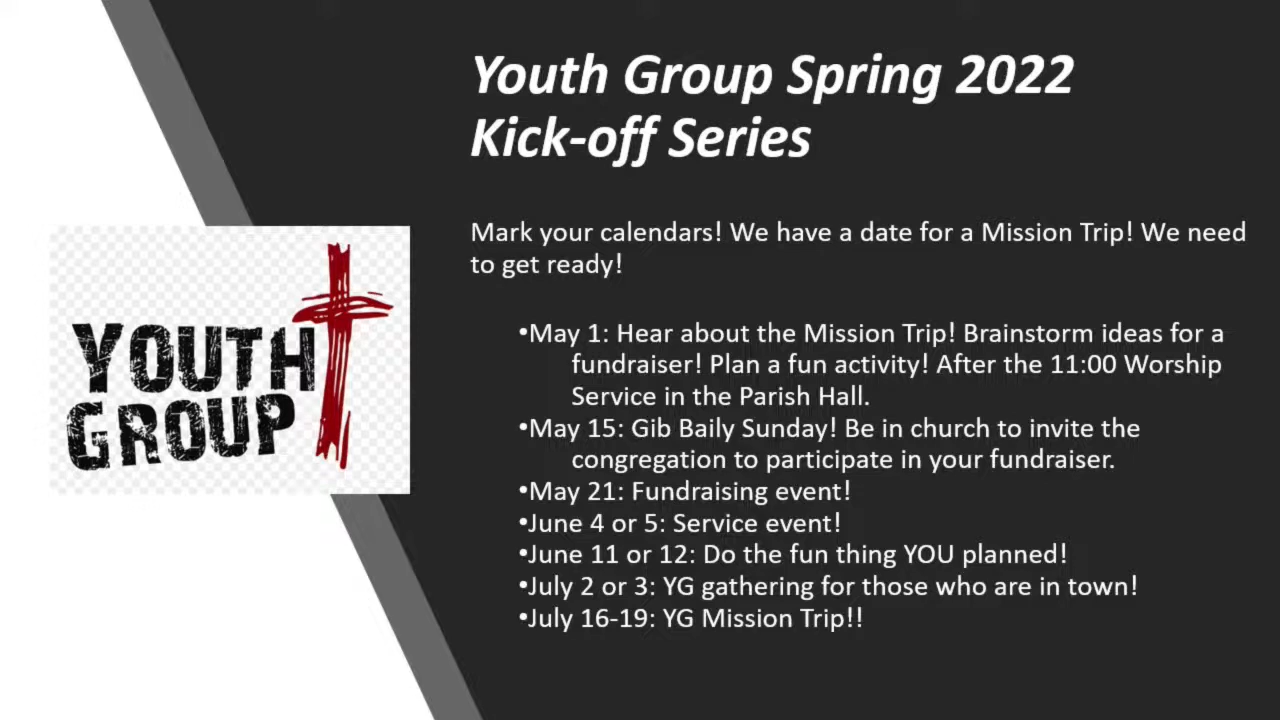 Youth Group Spring 2022
Kick-off Series
Mark your calendars! We have a date for a Mission Trip! We need
to get ready!
YOUTH
GROUP
•May 1: Hear about the Mission Trip! Brainstorm ideas for a
fundraiser! Plan a fun activity! After the 11:00 Worship
Service in the Parish Hall.
•May 15: Gib Baily Sunday! Be in church to invite the
congregation to participate in your fundraiser.
•May 21: Fundraising event!
•June 4 or 5: Service event!
•June 11 or 12: Do the fun thing YOU planned!
•July 2 or 3: YG gathering for those who are in town!
•July 16-19: YG Mission Trip!!